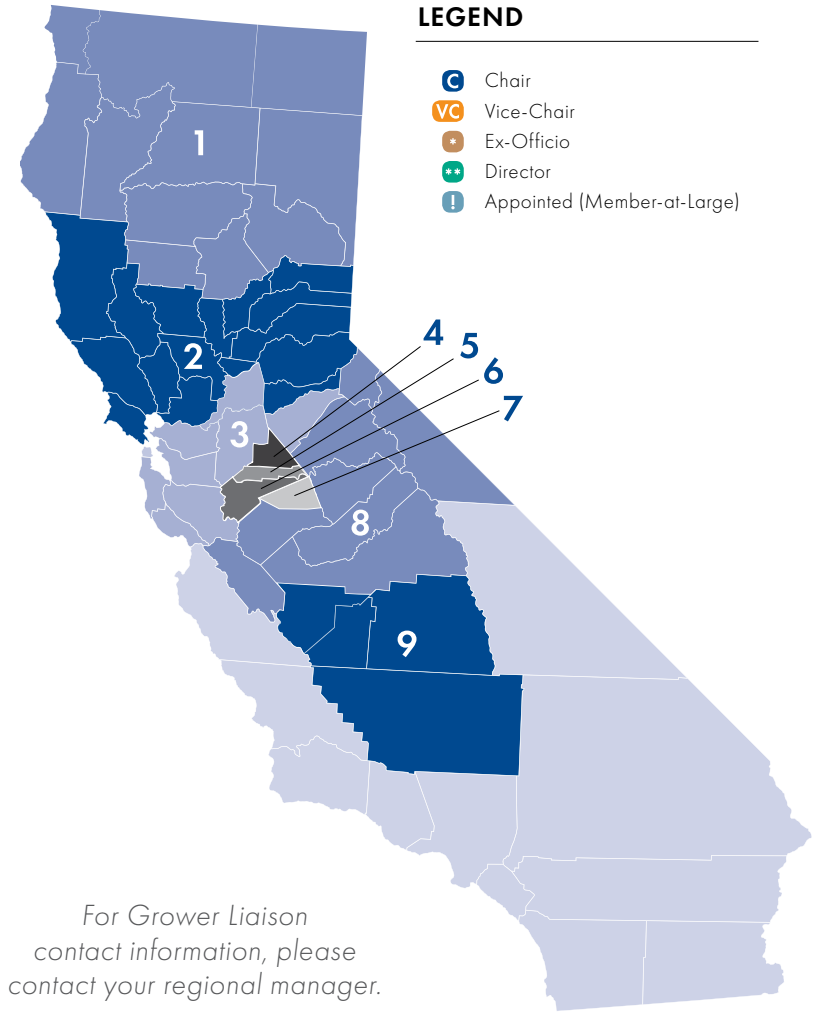 LEGEND
C Chair
VC Vice-Chair
* Ex-Officio
** Director
! Appointed (Member-at-Large)
1
2
3
4
5
6
7
8
9
For Grower Liaison
contact information, please
contact your regional manager.